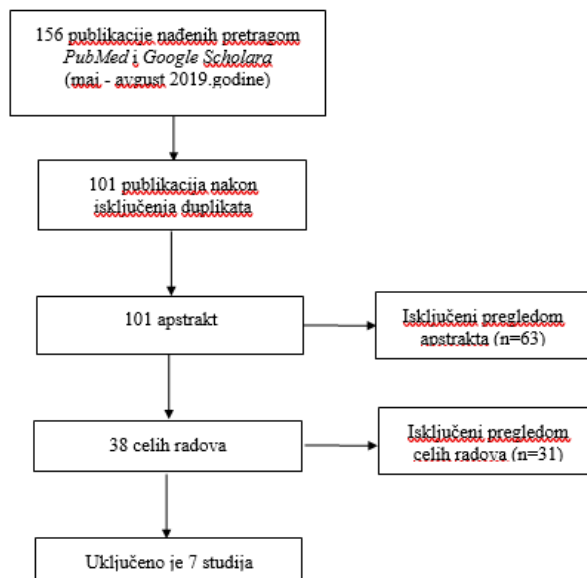 156 publikacije nađenih pretragom
PubMed i Google Scholara
(maj - avgust 2019.godine)
101 publikacija nakon
isključenja duplikata
101 apstrakt
Isključeni pregledom
apstrakta (n=63)
38 celih radova
Isključeni pregledom
celih radova (n=31)
Uključeno je 7 studija